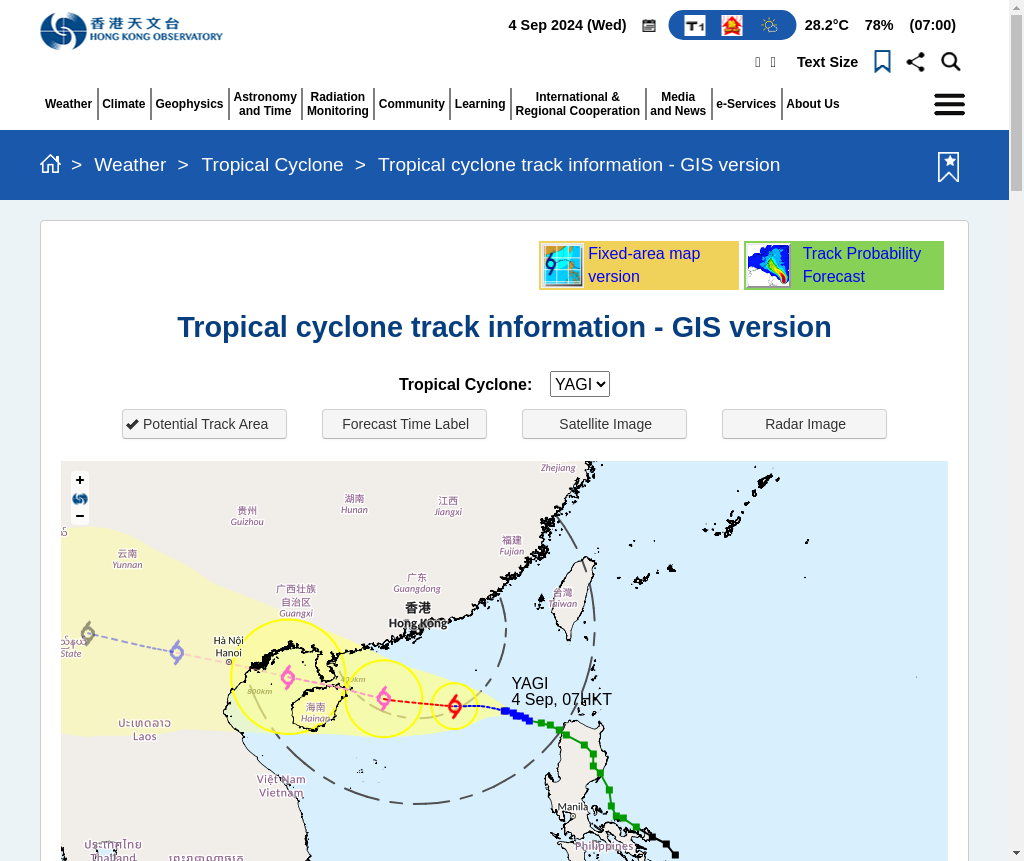 香港天文台
HONG KONG OBSERVATORY
4 Sep 2024 (Wed)
T1
28.2°C 78% (07:00)
Text Size
Weather
Climate
Geophysics
Astronomy
and Time
Radiation
Monitoring
Community
Learning
International &
Regional Cooperation
Media
and News
e-Services
About Us
> Weather > Tropical Cyclone > Tropical cyclone track information - GIS version
Fixed-area map
version
Track Probability
Forecast
Tropical cyclone track information - GIS version
Tropical Cyclone: YAGI
Potential Track Area
Forecast Time Label
Satellite Image
Radar Image
+
−
Zhejiang
湖南
Hunan
江西
Jiangxi
贵州
Guizhou
福建
Fujian
云南
Yunnan
广东
Guangdong
广西壮族
自治区
Guangxi
台灣
Taiwan
香港
Hong Kong
Hà Nội
Hanoi
State
400km
800km
YAGI
4 Sep, 07HKT
海南
Hainan
ປະເທດລາວ
Laos
Việt Nam
Vietnam
Manila
Philippines
ประเทศไทย
Thailand